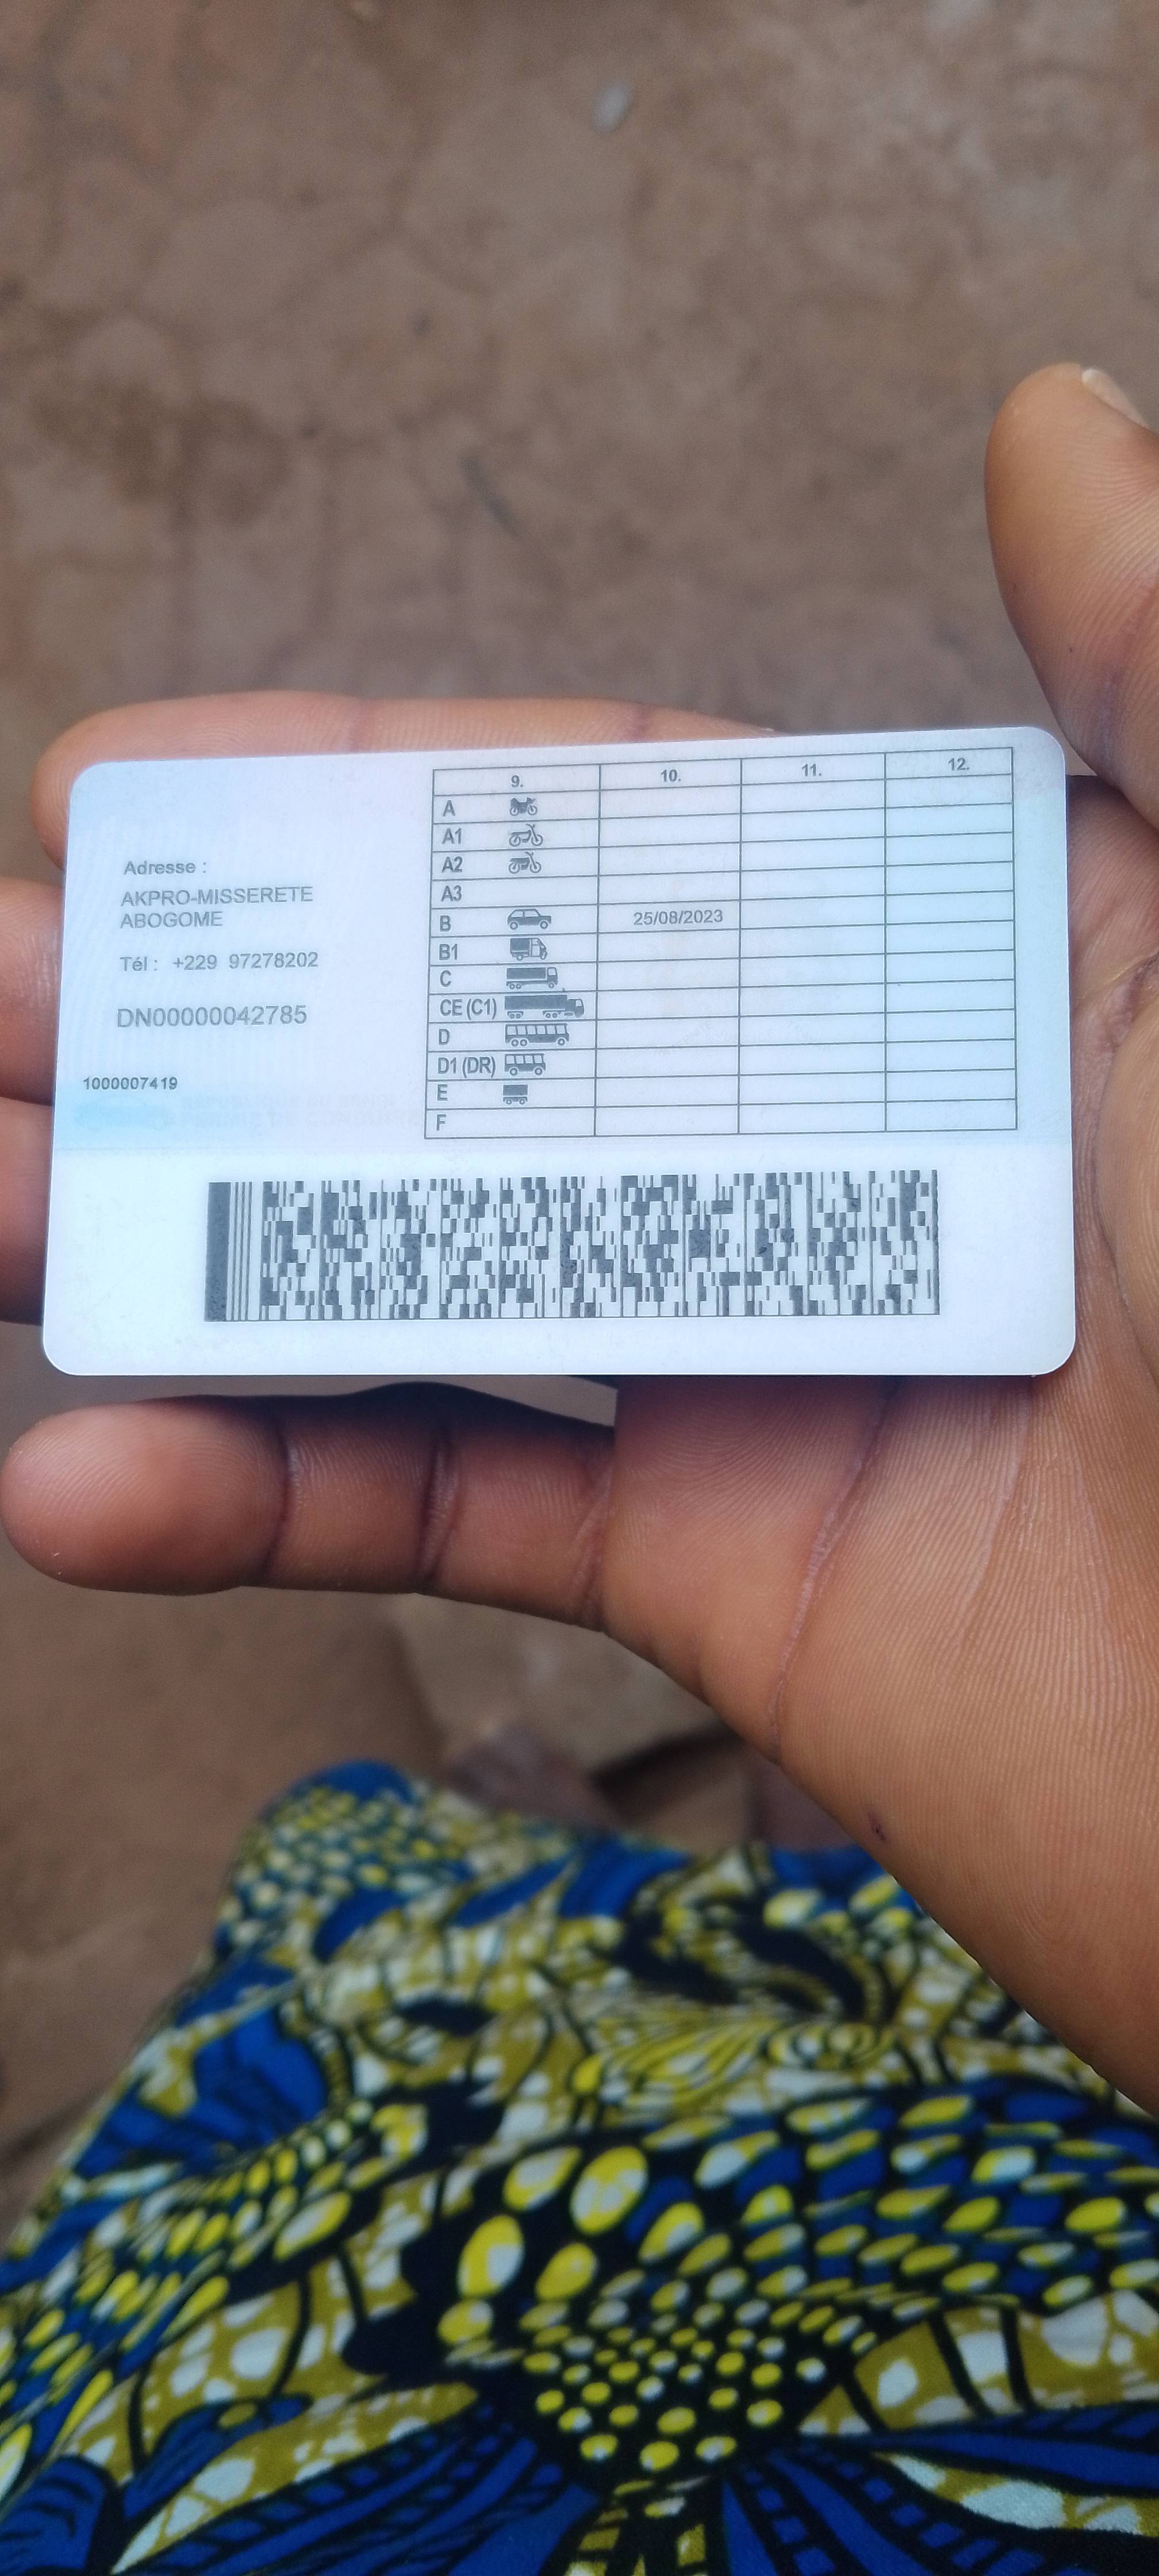 Adresse :
AKPRO-MISSERETE
ABOGOME
Tél : +229 97278202
DN00000042785
1000007419
9. 10. 11. 12.
A
A1
A2
A3
B 25/08/2023
B1
C
CE (C1)
D
D1 (DR)
E
F